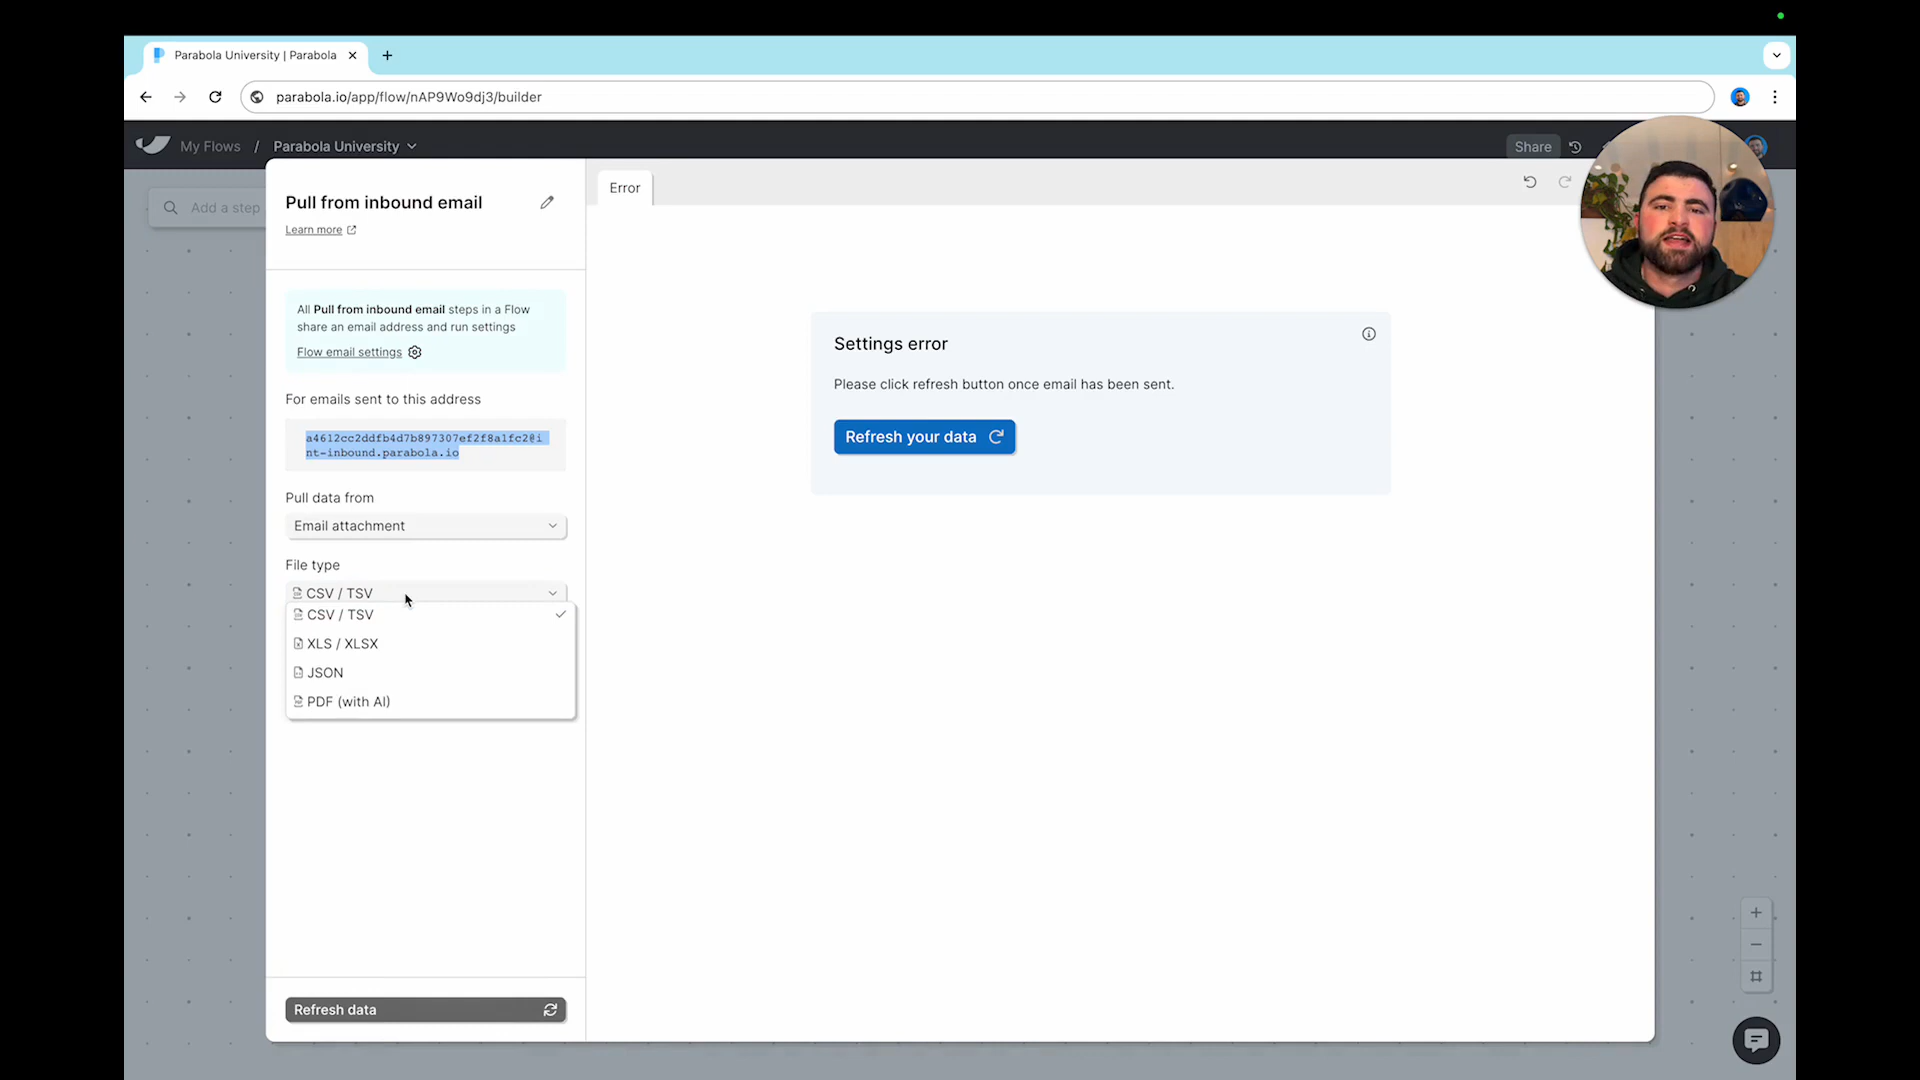 Parabola University | Parabola
parabola.io/app/flow/nAP9Wo9dj3/builder
My Flows / Parabola University
Share
Add a step
Pull from inbound email
Learn more
Error
All Pull from inbound email steps in a Flow
share an email address and run settings
Flow email settings
For emails sent to this address
a4612cc2ddfb4d7b897307ef2f8a1fc2@i
nt-inbound.parabola.io
Pull data from
Email attachment
File type
CSV / TSV
CSV / TSV
XLS / XLSX
JSON
PDF (with AI)
Refresh data
Settings error
Please click refresh button once email has been sent.
Refresh your data